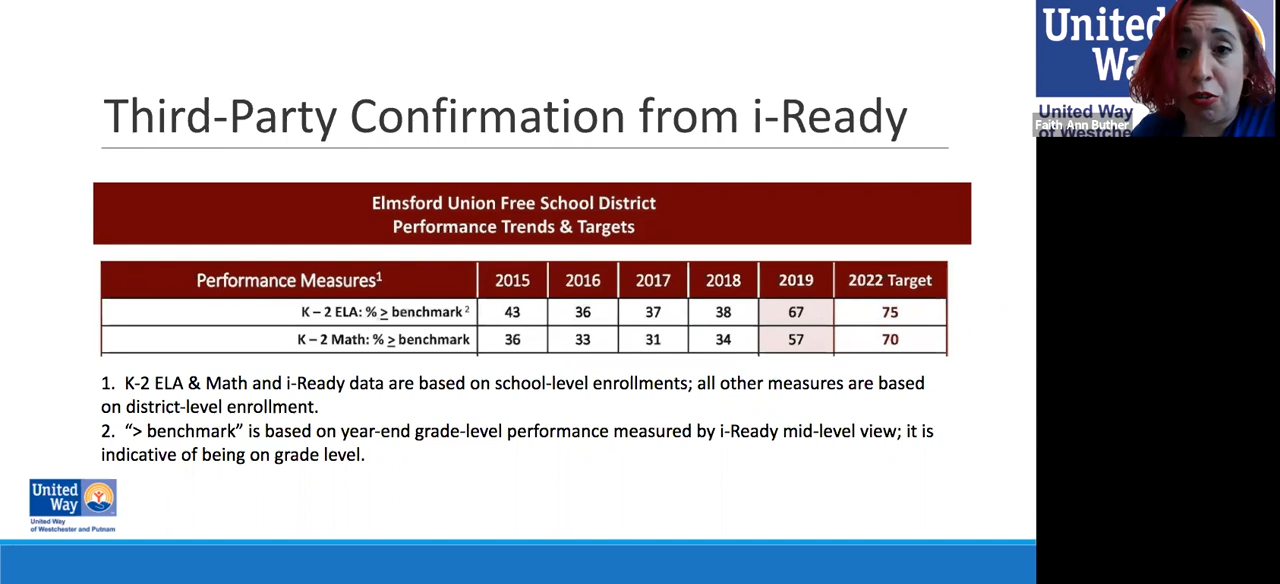 Third-Party Confirmation from i-Ready
Elmsford Union Free School District
Performance Trends & Targets
Performance Measures1 2015 2016 2017 2018 2019 2022 Target
K – 2 ELA: % ≥ benchmark 2 43 36 37 38 67 75
K – 2 Math: % ≥ benchmark 36 33 31 34 57 70
1. K-2 ELA & Math and i-Ready data are based on school-level enrollments; all other measures are based
on district-level enrollment.
2. “> benchmark” is based on year-end grade-level performance measured by i-Ready mid-level view; it is
indicative of being on grade level.
United
Way
United Way
of Westchester and Putnam
United
Wa
United Way
of Westche
Faith Ann Buther